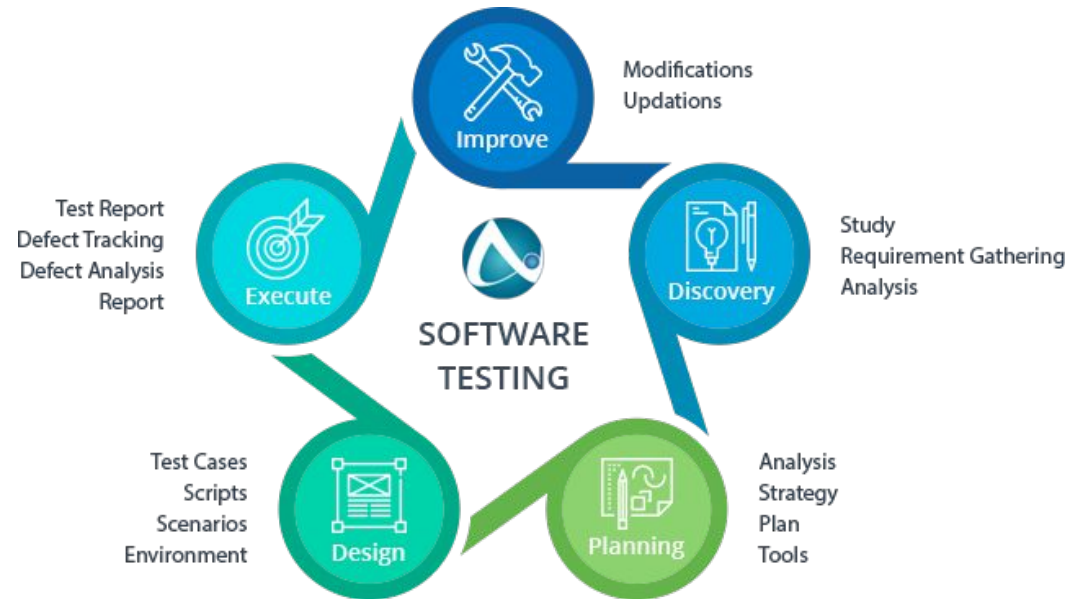 Improve
Modifications
Updations
Discovery
Study
Requirement Gathering
Analysis
Planning
Analysis
Strategy
Plan
Tools
Design
Test Cases
Scripts
Scenarios
Environment
Execute
Test Report
Defect Tracking
Defect Analysis
Report
SOFTWARE
TESTING